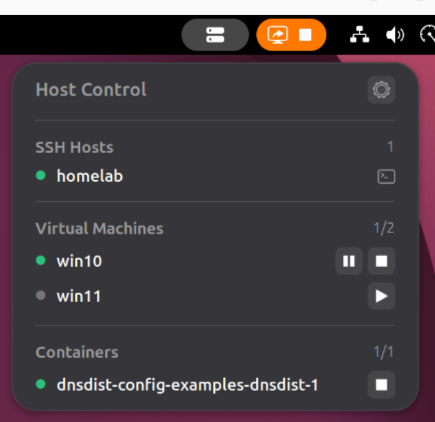 Host Control
SSH Hosts 1
homelab
Virtual Machines 1/2
win10
win11
Containers 1/1
dnsdist-config-examples-dnsdist-1